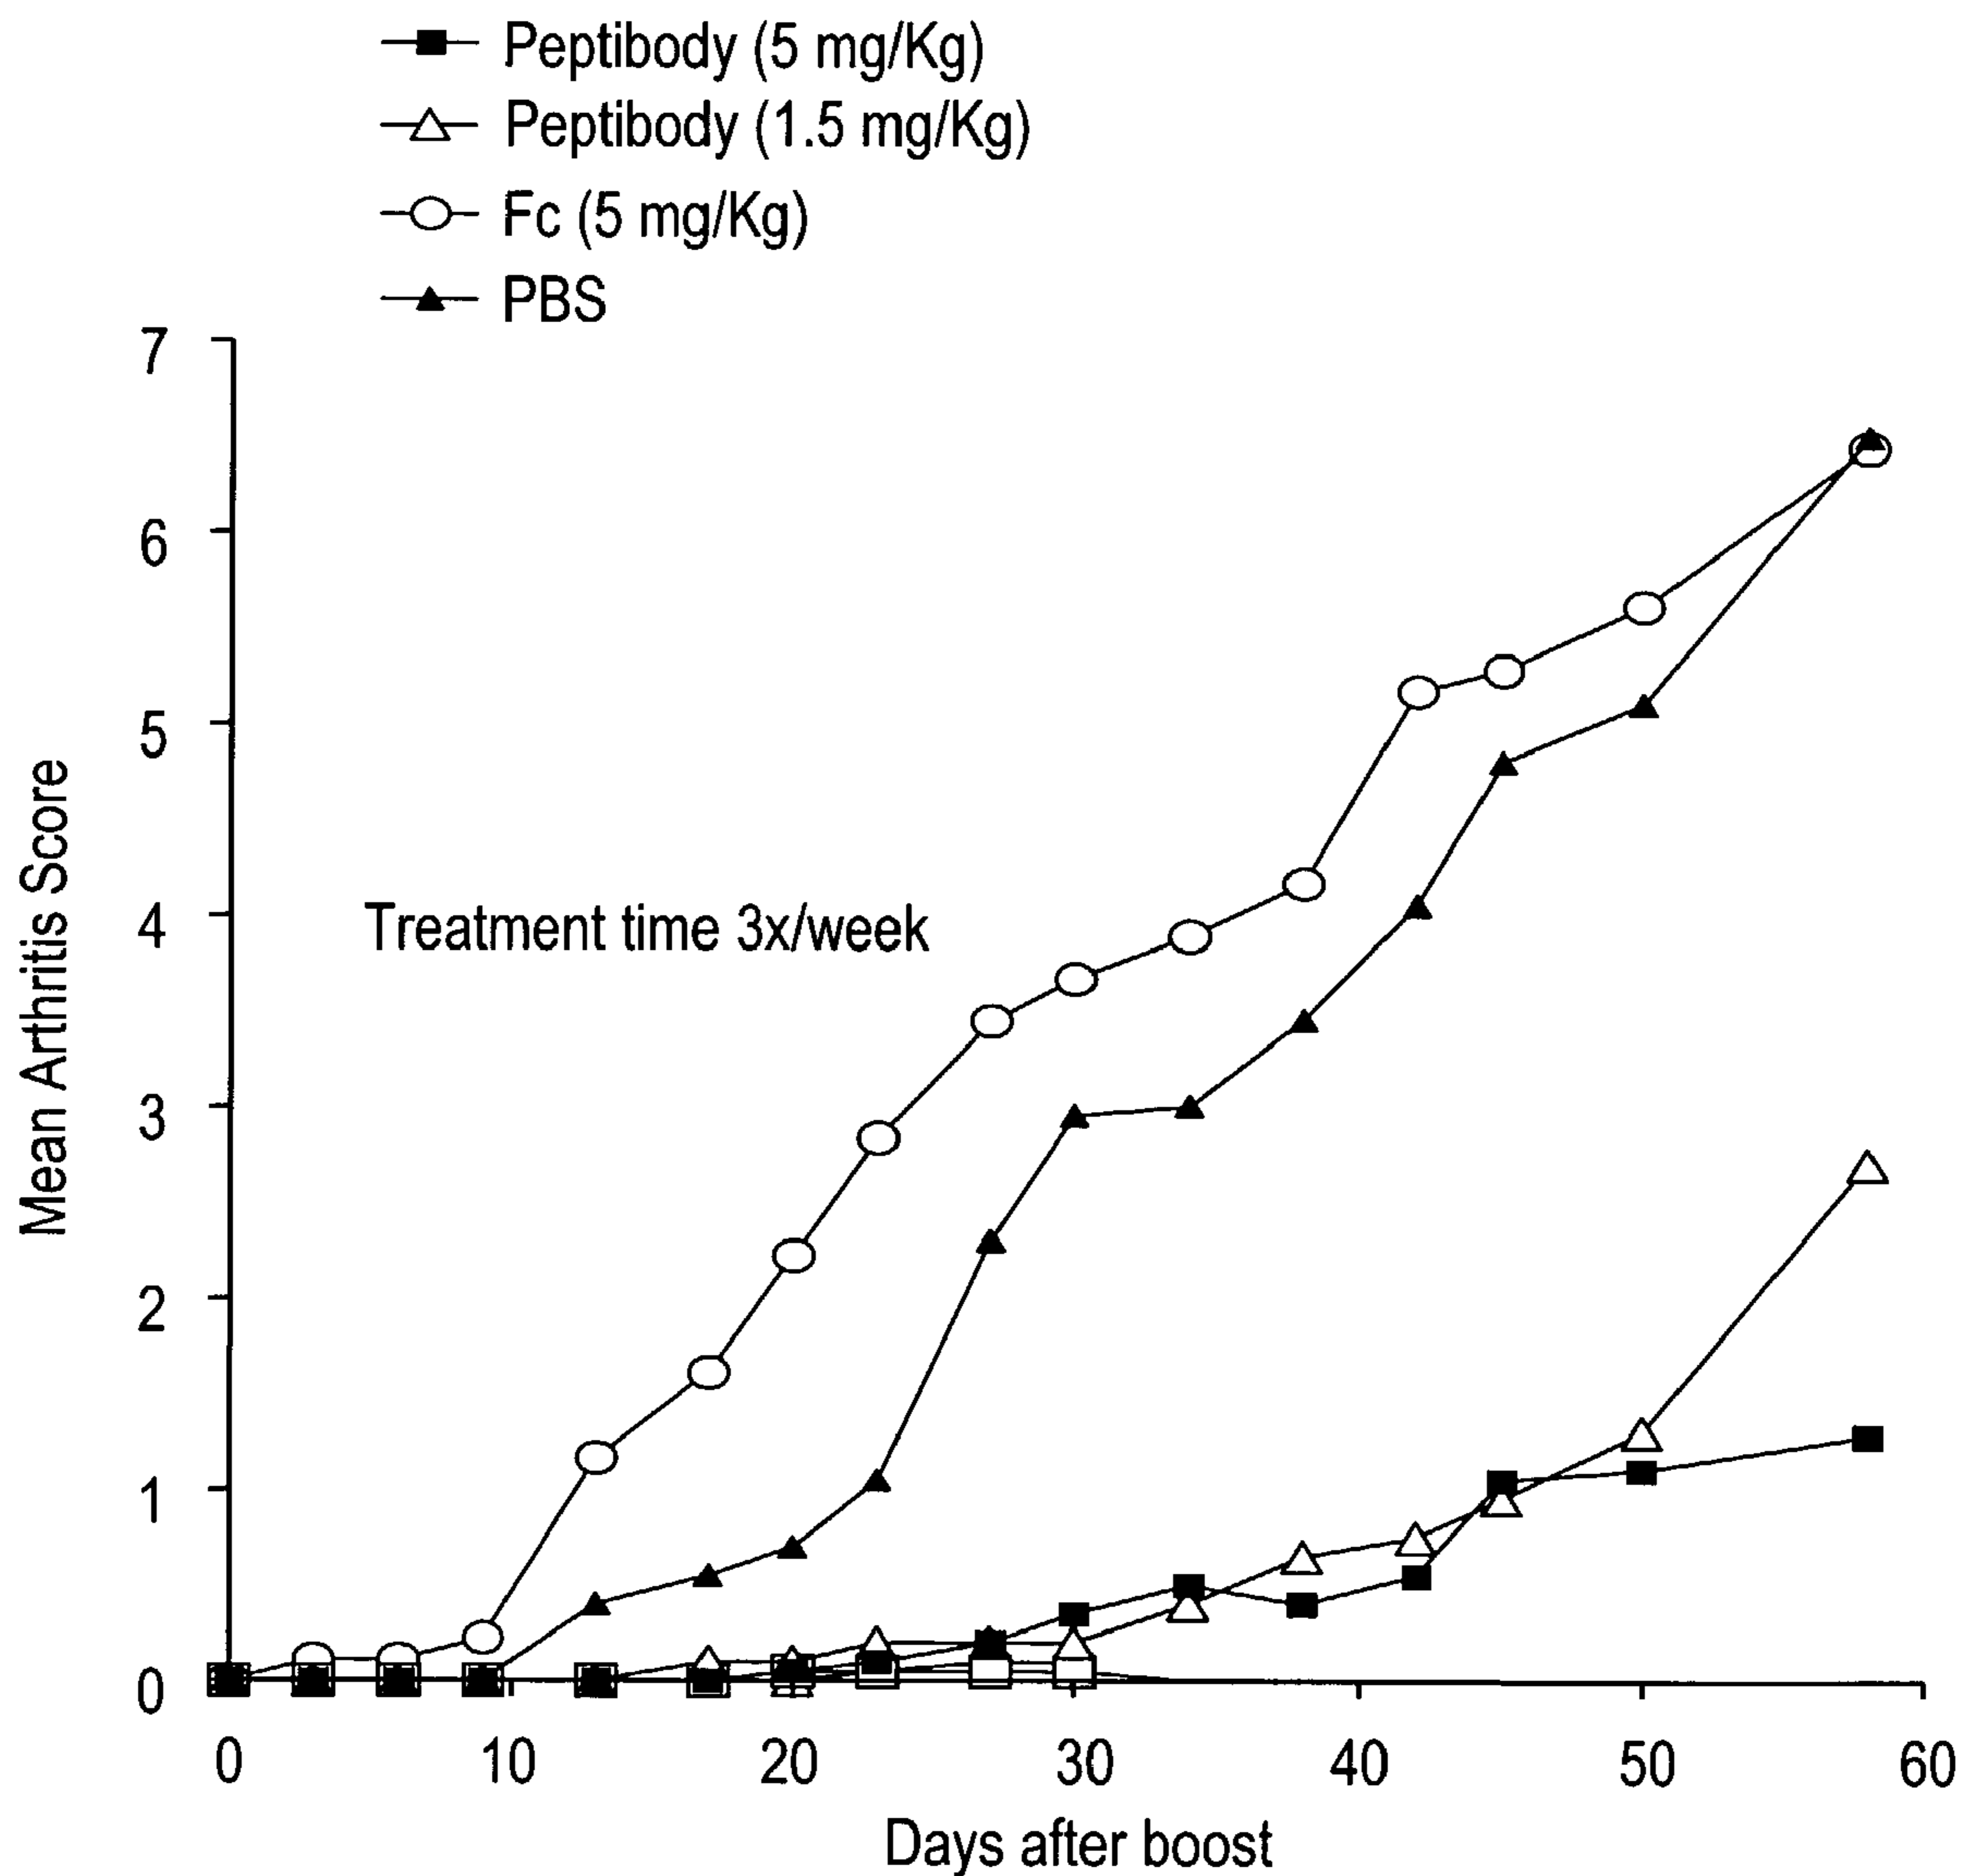 Peptibody (5 mg/Kg)
Peptibody (1.5 mg/Kg)
Fc (5 mg/Kg)
PBS
7
6
5
4
3
2
1
0
Mean Arthritis Score
Treatment time 3x/week
0 10 20 30 40 50 60
Days after boost